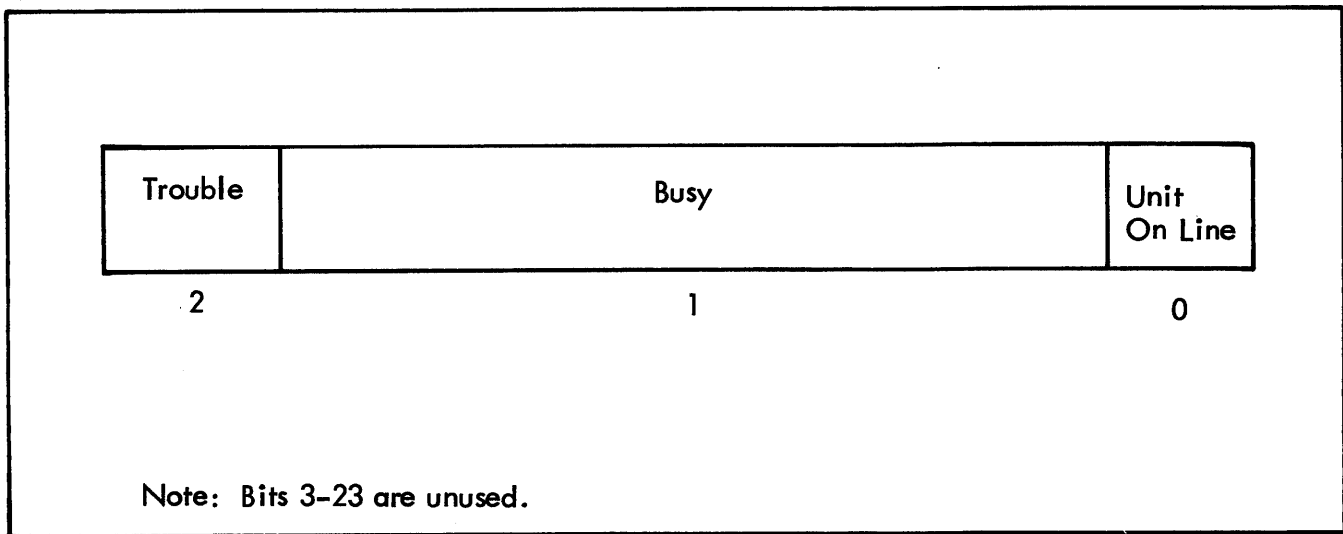 Trouble
Busy
Unit
On Line
2
1
0
Note: Bits 3-23 are unused.